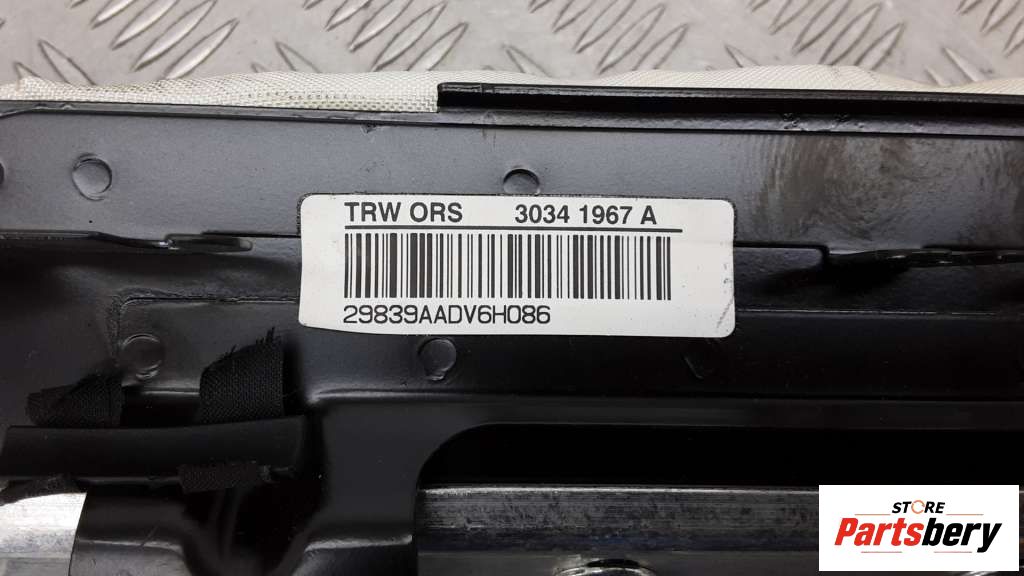 TRW ORS 3034 1967 A
29839AADV6H086
STORE
Partsbery